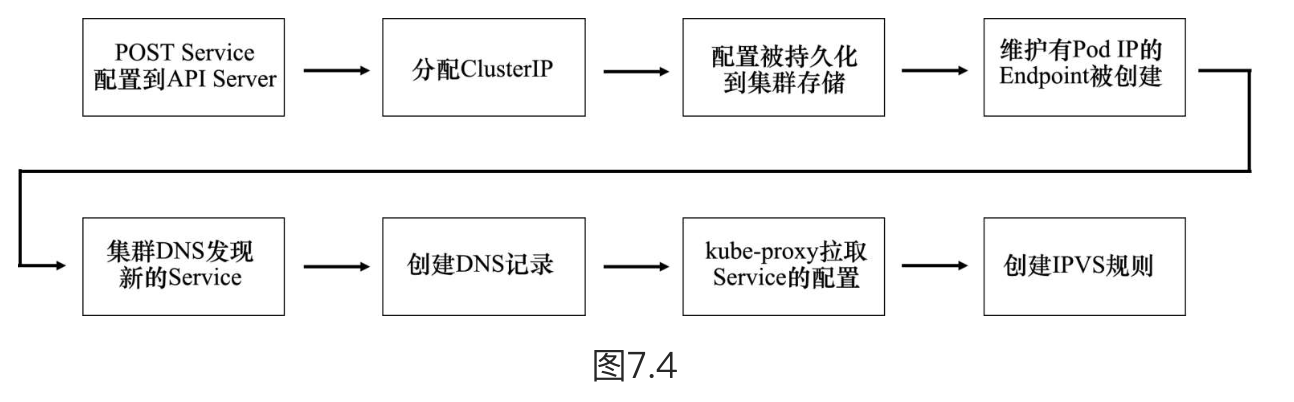 POST Service
配置到API Server
分配ClusterIP
配置被持久化
到集群存储
维护有Pod IP的
Endpoint被创建
集群DNS发现
新的Service
创建DNS记录
kube-proxy拉取
Service的配置
创建IPVS规则
图7.4